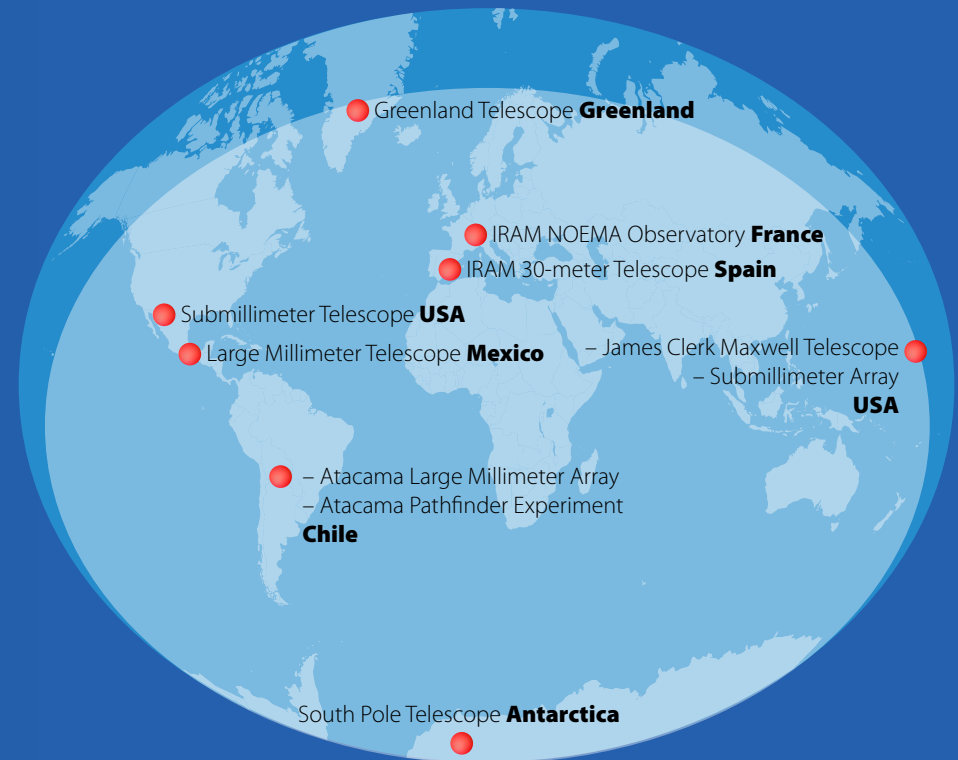 Greenland Telescope Greenland
IRAM NOEMA Observatory France
IRAM 30-meter Telescope Spain
Submillimeter Telescope USA
Large Millimeter Telescope Mexico
– James Clerk Maxwell Telescope
– Submillimeter Array
USA
– Atacama Large Millimeter Array
– Atacama Pathfinder Experiment
Chile
South Pole Telescope Antarctica